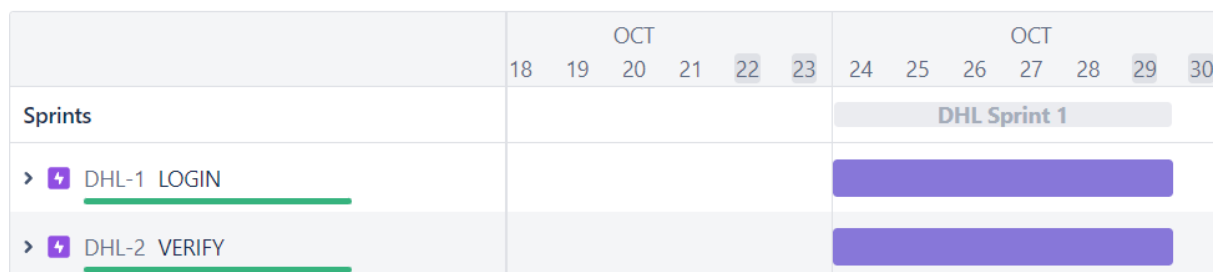 OCT OCT
18 19 20 21 22 23 24 25 26 27 28 29 30
Sprints DHL Sprint 1
DHL-1 LOGIN
DHL-2 VERIFY